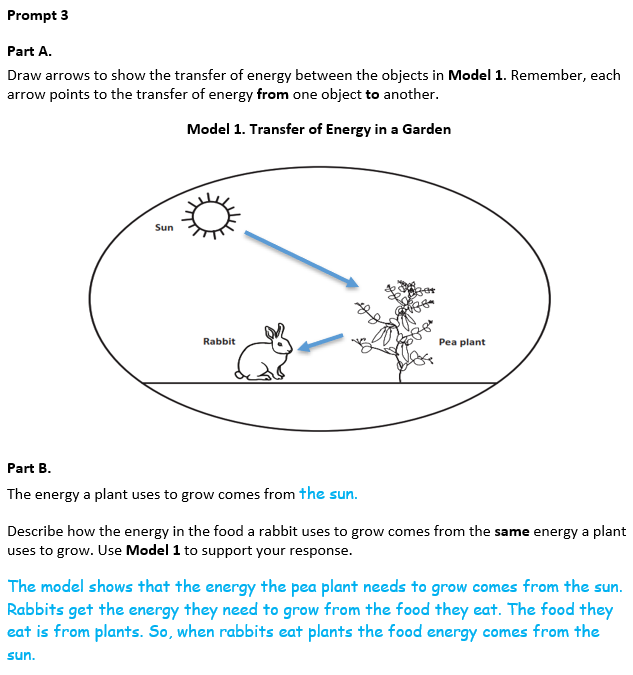 Prompt 3
Part A.
Draw arrows to show the transfer of energy between the objects in Model 1. Remember, each
arrow points to the transfer of energy from one object to another.
Model 1. Transfer of Energy in a Garden
Sun
Rabbit
Pea plant
Part B.
The energy a plant uses to grow comes from the sun.
Describe how the energy in the food a rabbit uses to grow comes from the same energy a plant
uses to grow. Use Model 1 to support your response.
The model shows that the energy the pea plant needs to grow comes from the sun.
Rabbits get the energy they need to grow from the food they eat. The food they
eat is from plants. So, when rabbits eat plants the food energy comes from the
sun.